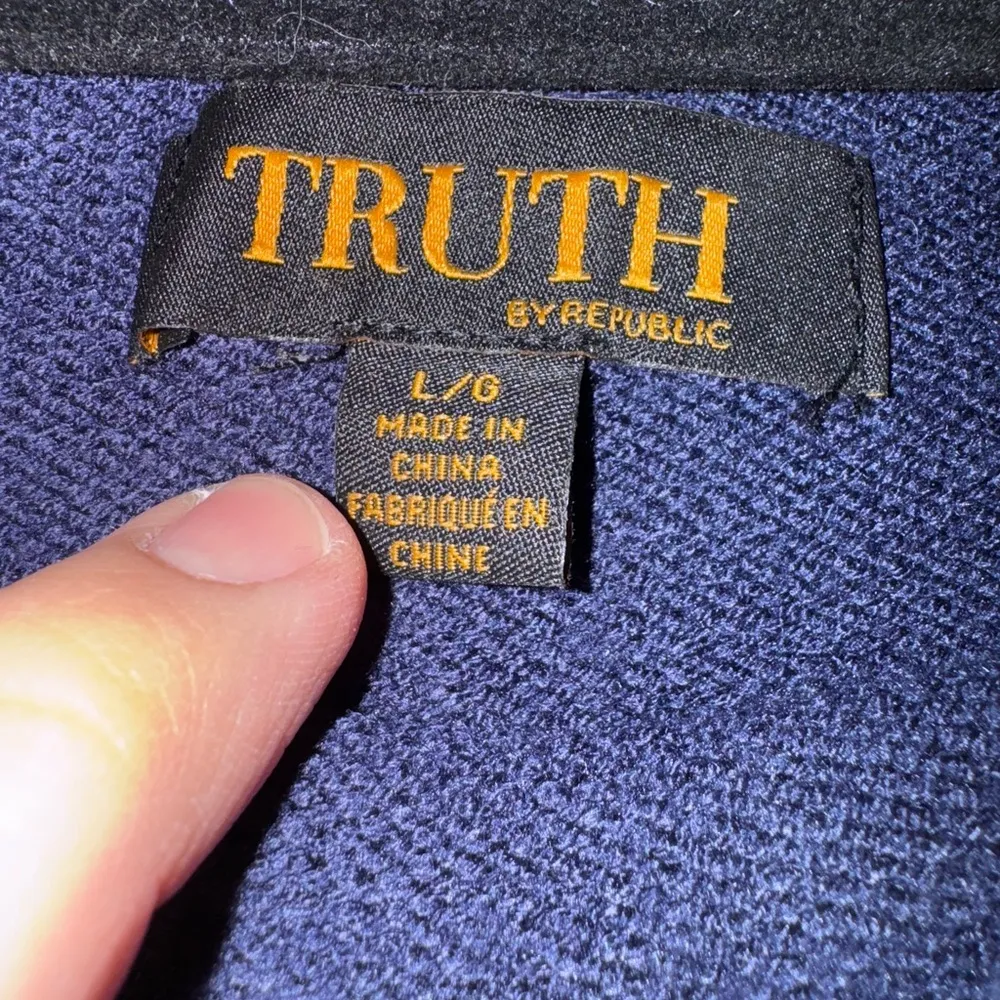 TRUTH
BY REPUBLIC
L/G
MADE IN
CHINA
FABRIQUÉ EN
CHINE